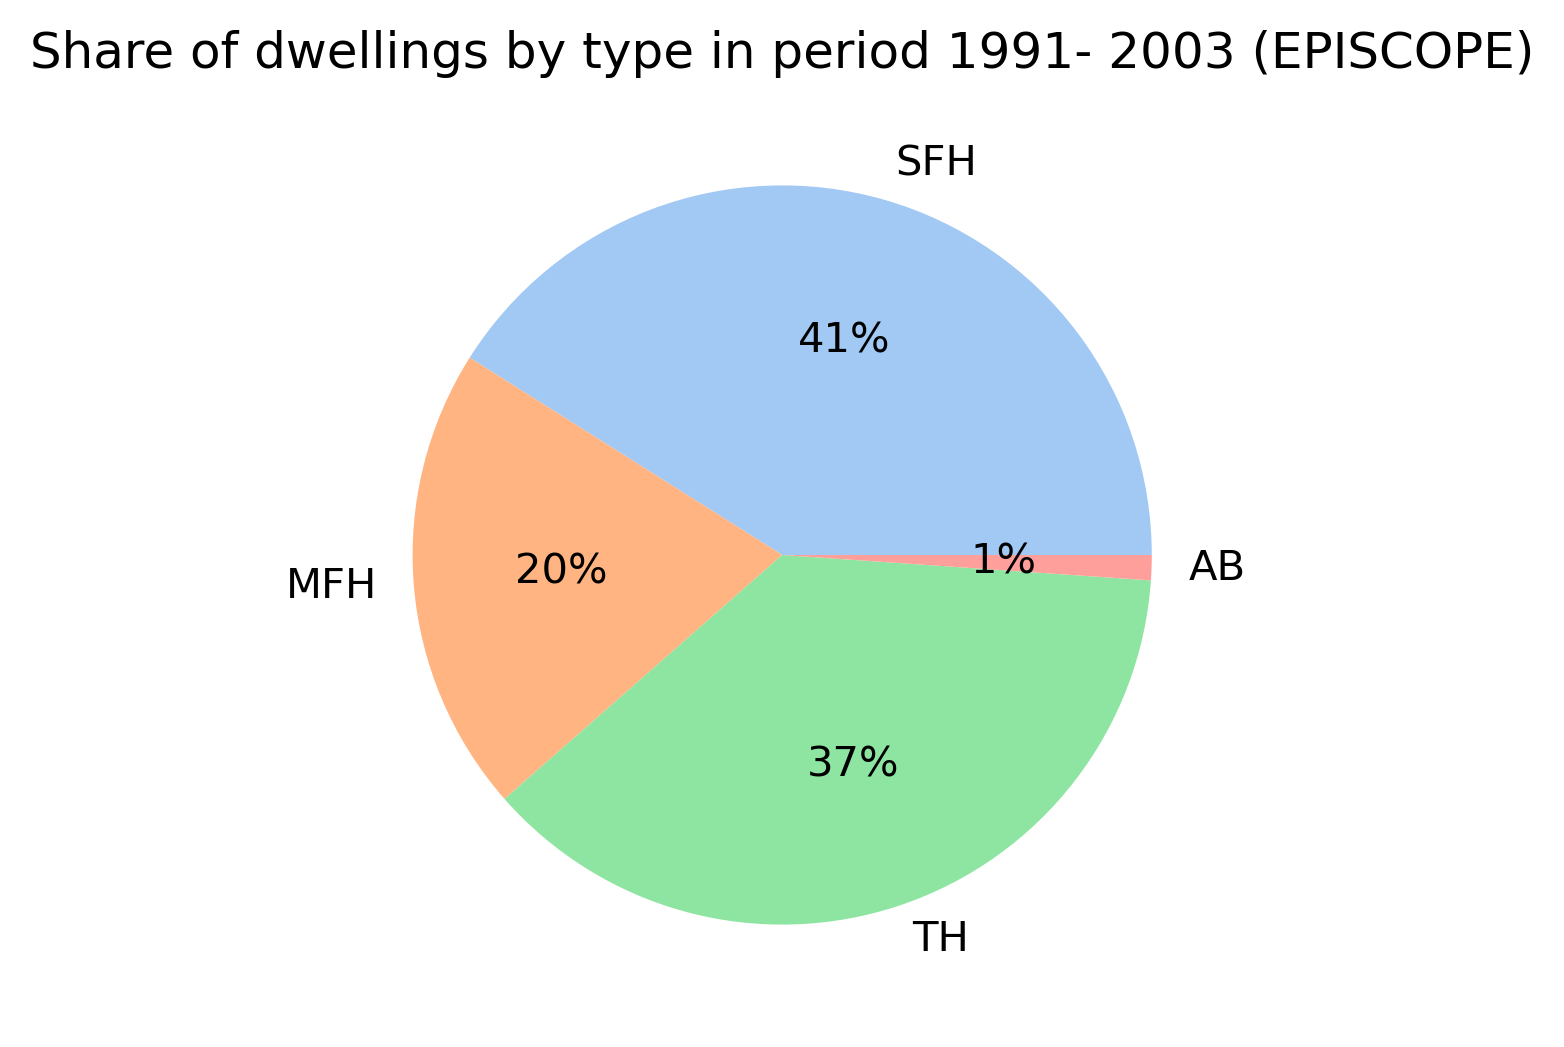 Share of dwellings by type in period 1991- 2003 (EPISCOPE)
SFH
41%
1%
AB
MFH
20%
37%
TH